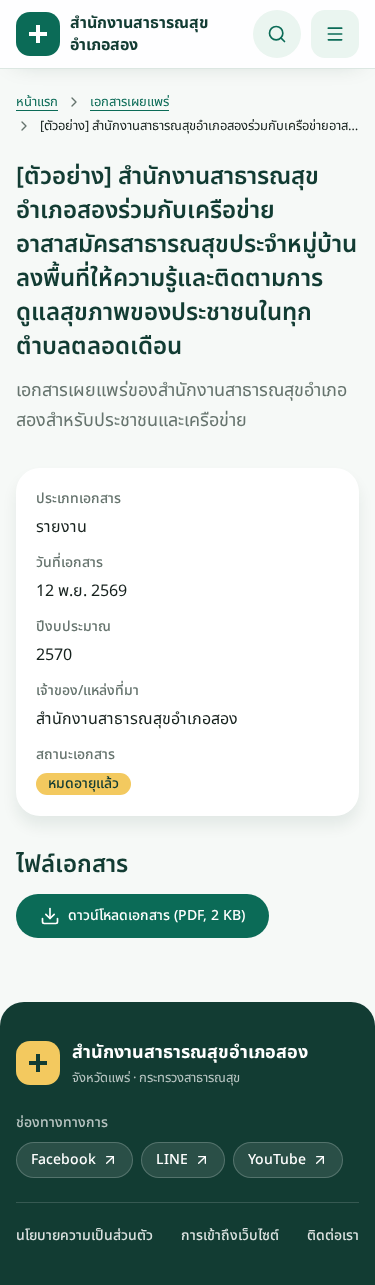 สำนักงานสาธารณสุข
อำเภอสอง
หน้าแรก > เอกสารเผยแพร่
> [ตัวอย่าง] สำนักงานสาธารณสุขอำเภอสองร่วมกับเครือข่ายอาส...
[ตัวอย่าง] สำนักงานสาธารณสุข
อำเภอสองร่วมกับเครือข่าย
อาสาสมัครสาธารณสุขประจำหมู่บ้าน
ลงพื้นที่ให้ความรู้และติดตามการ
ดูแลสุขภาพของประชาชนในทุก
ตำบลตลอดเดือน
เอกสารเผยแพร่ของสำนักงานสาธารณสุขอำเภอ
สองสำหรับประชาชนและเครือข่าย
ประเภทเอกสาร
รายงาน
วันที่เอกสาร
12 พ.ย. 2569
ปีงบประมาณ
2570
เจ้าของ/แหล่งที่มา
สำนักงานสาธารณสุขอำเภอสอง
สถานะเอกสาร
หมดอายุแล้ว
ไฟล์เอกสาร
ดาวน์โหลดเอกสาร (PDF, 2 KB)
สำนักงานสาธารณสุขอำเภอสอง
จังหวัดแพร่ · กระทรวงสาธารณสุข
ช่องทางทางการ
Facebook LINE YouTube
นโยบายความเป็นส่วนตัว การเข้าถึงเว็บไซต์ ติดต่อเรา